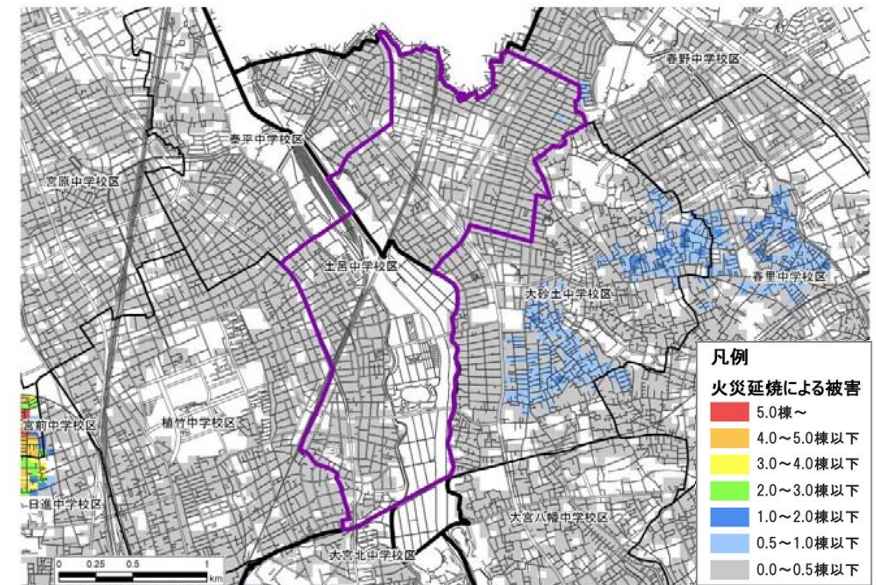 春野中学校区
泰平中学校区
宮原中学校区
土呂中学校区
大砂土中学校区
春里中学校区
宮前中学校区
植竹中学校区
日進中学校区
大宮八幡中学校区
大宮北中学校区
0 0.25 0.5 1
km
凡例
火災延焼による被害
5.0棟～
4.0～5.0棟以下
3.0～4.0棟以下
2.0～3.0棟以下
1.0～2.0棟以下
0.5～1.0棟以下
0.0～0.5棟以下